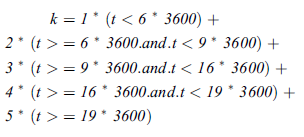 k = 1 * (t < 6 * 3600) +
2 * (t > = 6 * 3600.and.t < 9 * 3600) +
3 * (t > = 9 * 3600.and.t < 16 * 3600) +
4 * (t > = 16 * 3600.and.t < 19 * 3600) +
5 * (t > = 19 * 3600)